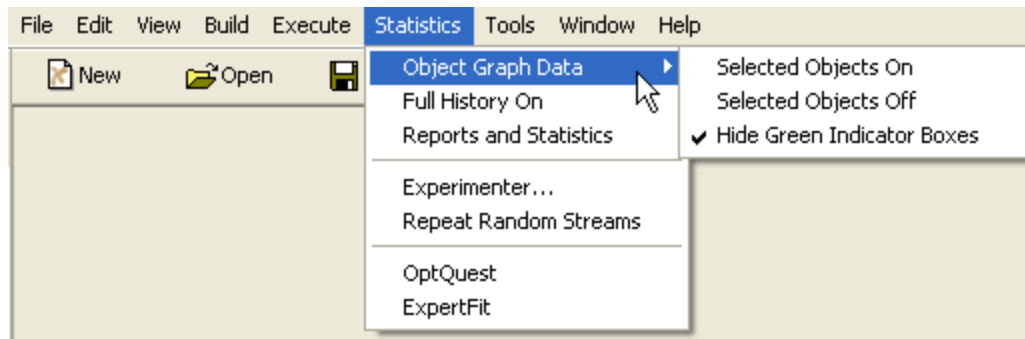 File Edit View Build Execute Statistics Tools Window Help
New Open
Object Graph Data
Full History On
Reports and Statistics
Experimenter...
Repeat Random Streams
OptQuest
ExpertFit
Selected Objects On
Selected Objects Off
Hide Green Indicator Boxes